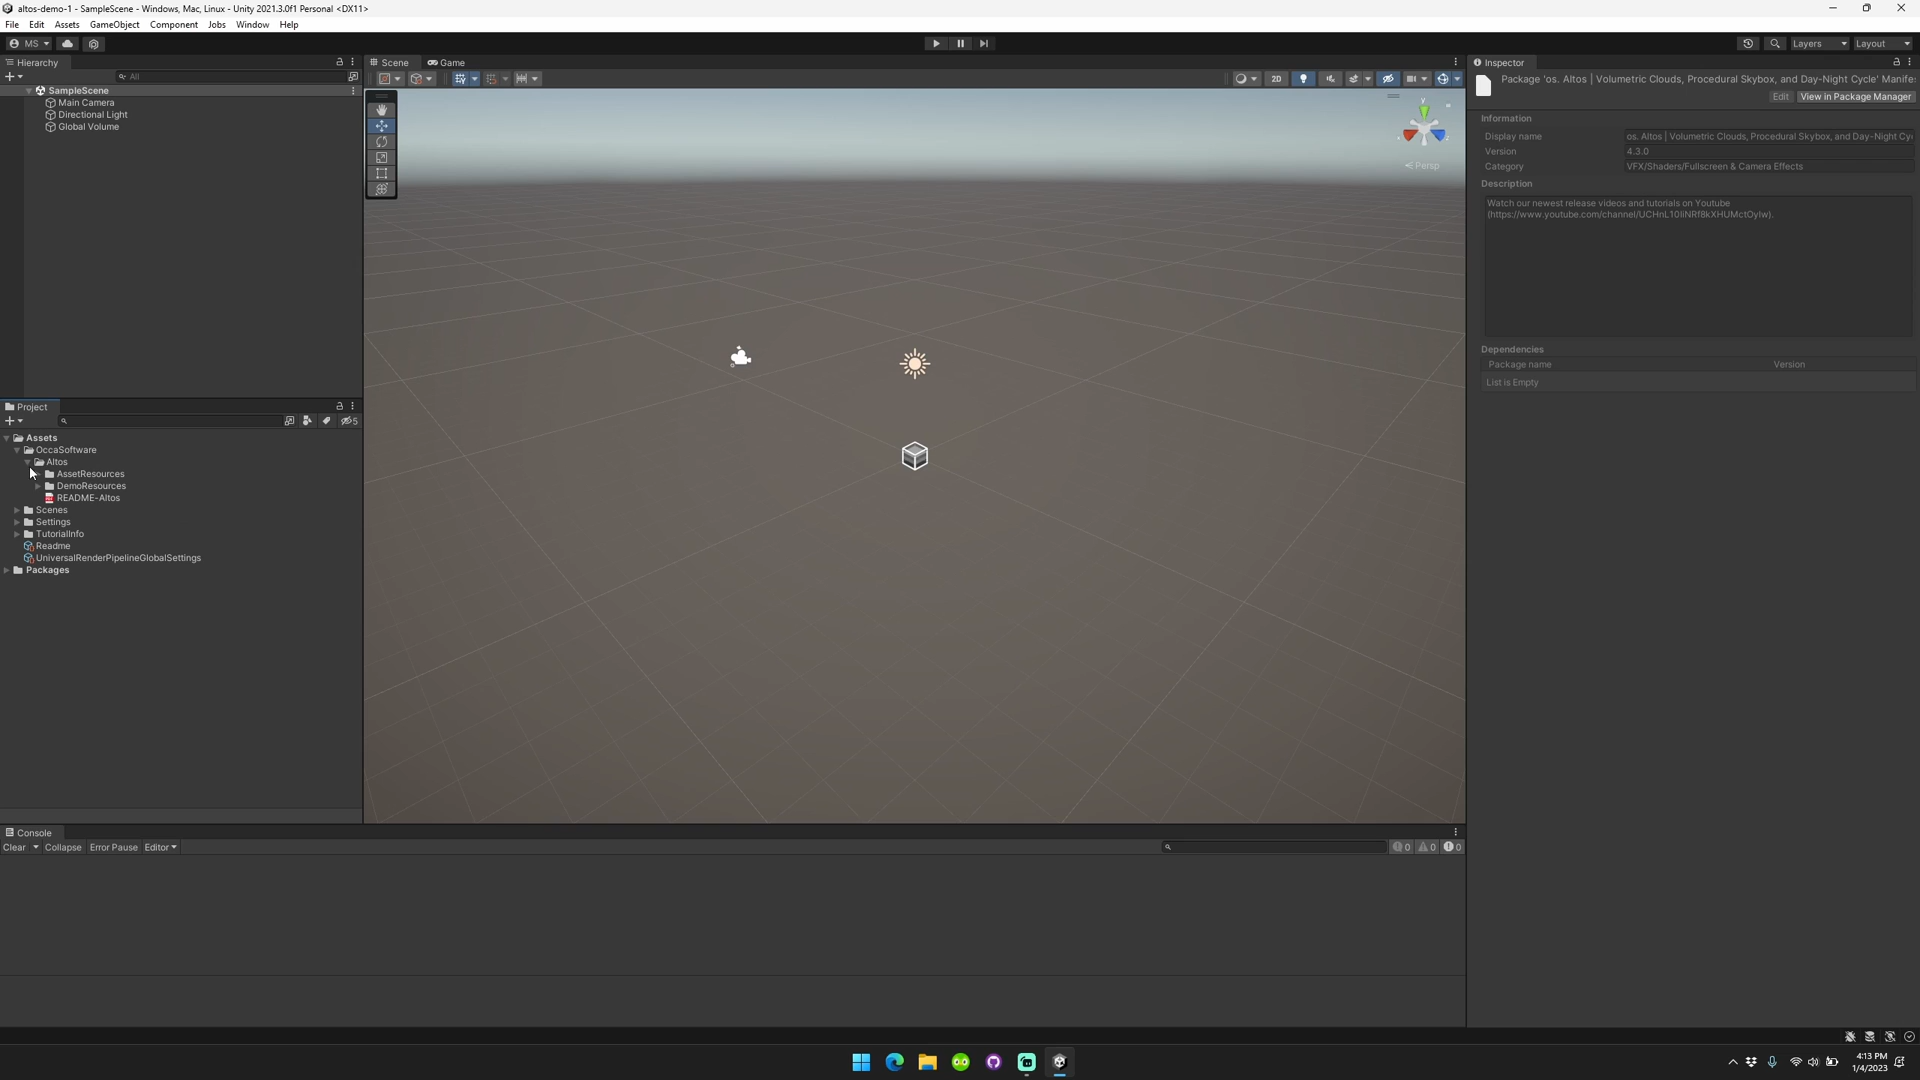 altos-demo-1 - SampleScene - Windows, Mac, Linux - Unity 2021.3.0f1 Personal <DX11>
File Edit Assets GameObject Component Jobs Window Help
MS
Layers Layout
Hierarchy
All
SampleScene
Main Camera
Directional Light
Global Volume
Scene Game
2D
y
Persp
Inspector
Package 'os. Altos | Volumetric Clouds, Procedural Skybox, and Day-Night Cycle' Manifes
Edit View in Package Manager
Information
Display name os. Altos | Volumetric Clouds, Procedural Skybox, and Day-Night Cy
Version 4.3.0
Category VFX/Shaders/Fullscreen & Camera Effects
Description
Watch our newest release videos and tutorials on Youtube
Dependencies
Package name Version
List is Empty
Project
5
Assets
OccaSoftware
Altos
AssetResources
DemoResources
README-Altos
Scenes
Settings
TutorialInfo
Readme
UniversalRenderPipelineGlobalSettings
Packages
Console
Clear Collapse Error Pause Editor
0 0 0
4:13 PM
1/4/2023